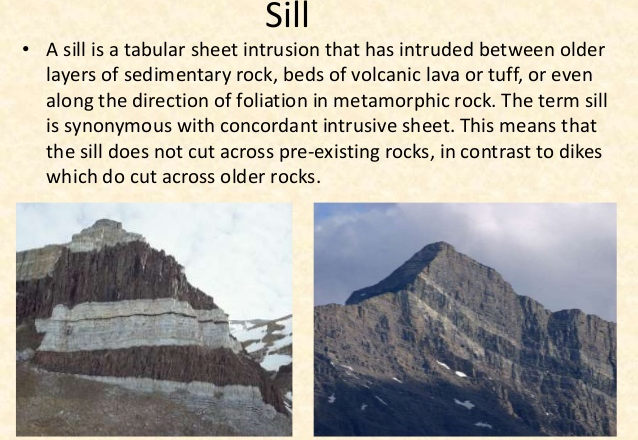 Sill
• A sill is a tabular sheet intrusion that has intruded between older
layers of sedimentary rock, beds of volcanic lava or tuff, or even
along the direction of foliation in metamorphic rock. The term sill
is synonymous with concordant intrusive sheet. This means that
the sill does not cut across pre-existing rocks, in contrast to dikes
which do cut across older rocks.